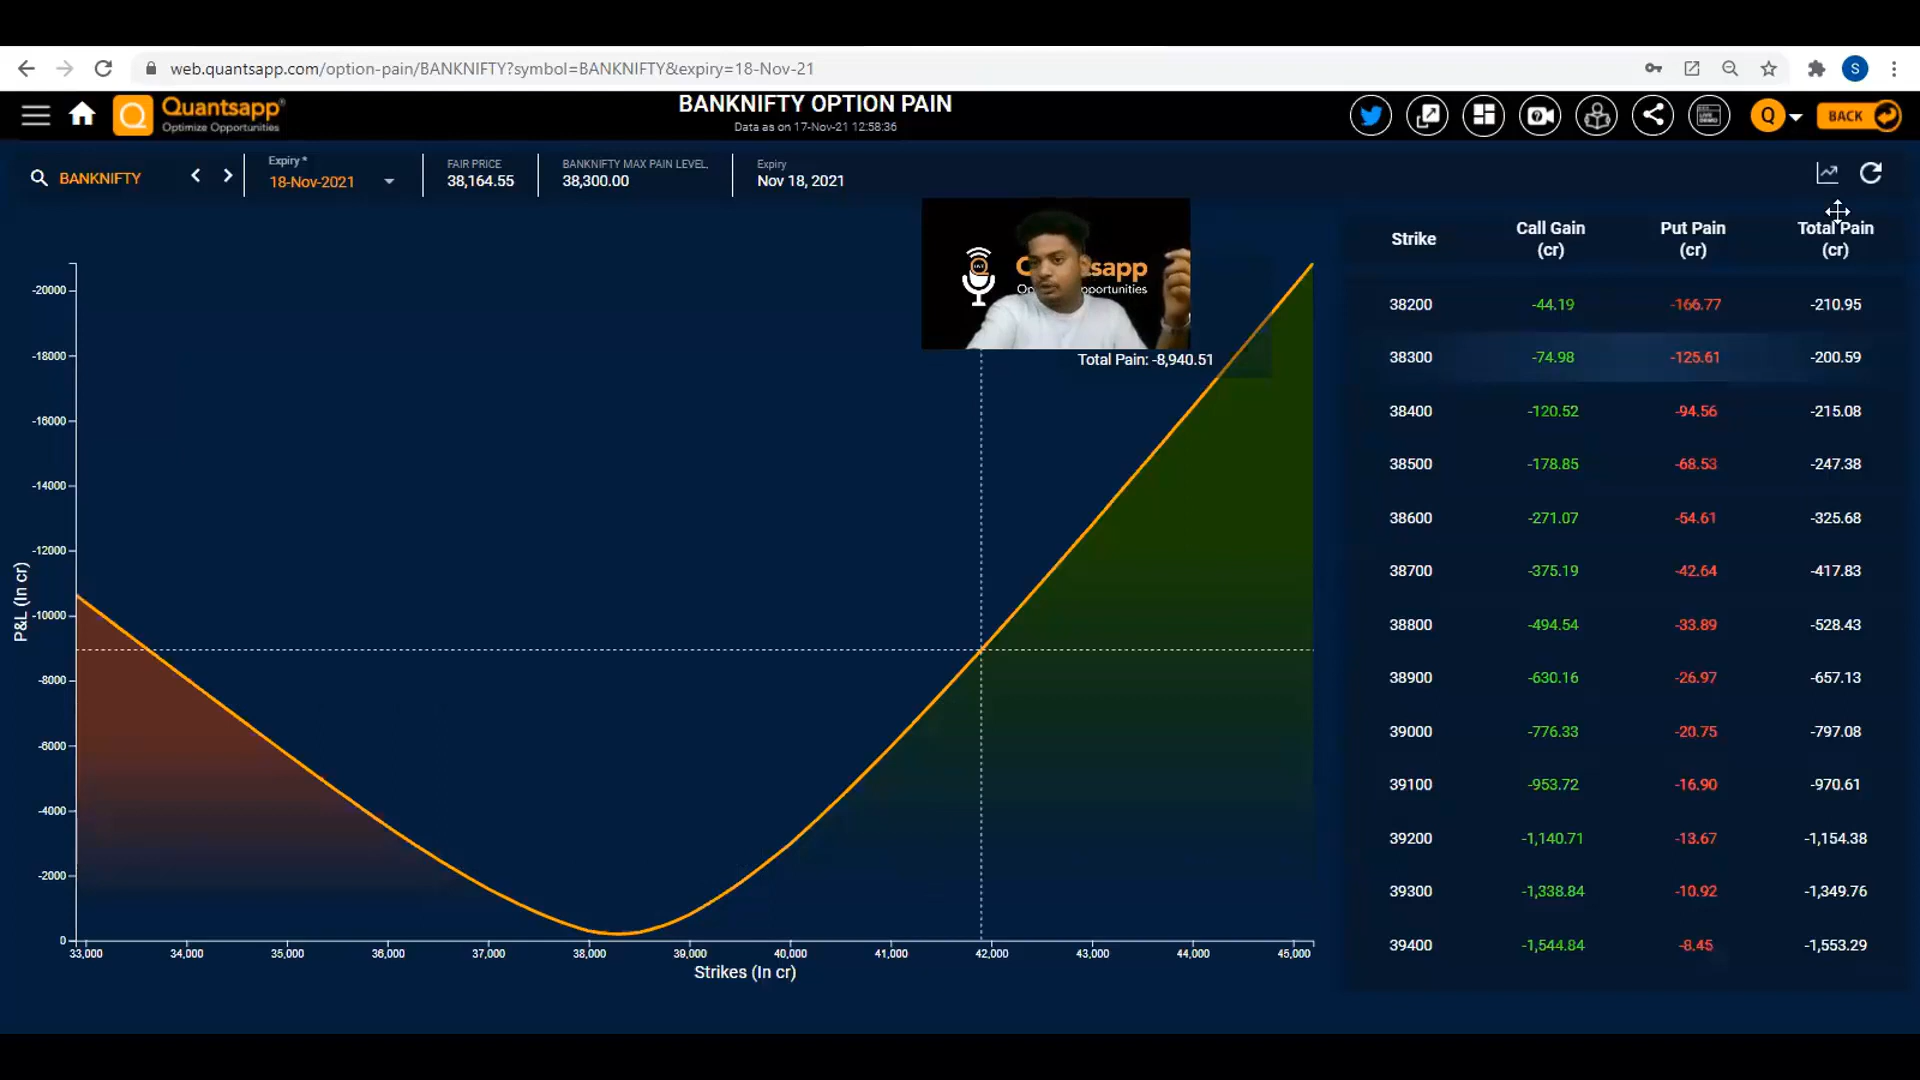 web.quantsapp.com/option-pain/BANKNIFTY?symbol=BANKNIFTY&expiry=18-Nov-21
S
Quantsapp
Optimize Opportunities
BANKNIFTY OPTION PAIN
Data as on 17-Nov-21 12:58:36
Q
BACK
BANKNIFTY
Expiry *
18-Nov-2021
FAIR PRICE
38,164.55
BANKNIFTY MAX PAIN LEVEL.
38,300.00
Expiry
Nov 18, 2021
sapp
pportunities
Total Pain: -8,940.51
P&L (In cr)
-20000
-18000
-16000
-14000
-12000
-10000
-8000
-6000
-4000
-2000
0
33,000 34,000 35,000 36,000 37,000 38,000 39,000 40,000 41,000 42,000 43,000 44,000 45,000
Strikes (In cr)
Strike Call Gain (cr) Put Pain (cr) Total Pain (cr)
38200 -44.19 -166.77 -210.95
38300 -74.98 -125.61 -200.59
38400 -120.52 -94.56 -215.08
38500 -178.85 -68.53 -247.38
38600 -271.07 -54.61 -325.68
38700 -375.19 -42.64 -417.83
38800 -494.54 -33.89 -528.43
38900 -630.16 -26.97 -657.13
39000 -776.33 -20.75 -797.08
39100 -953.72 -16.90 -970.61
39200 -1,140.71 -13.67 -1,154.38
39300 -1,338.84 -10.92 -1,349.76
39400 -1,544.84 -8.45 -1,553.29